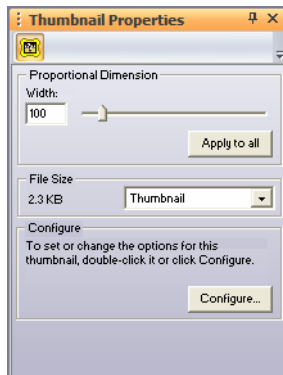 Thumbnail Properties
Proportional Dimension
Width:
100
Apply to all
File Size
2.3 KB
Thumbnail
Configure
To set or change the options for this
thumbnail, double-click it or click Configure.
Configure...